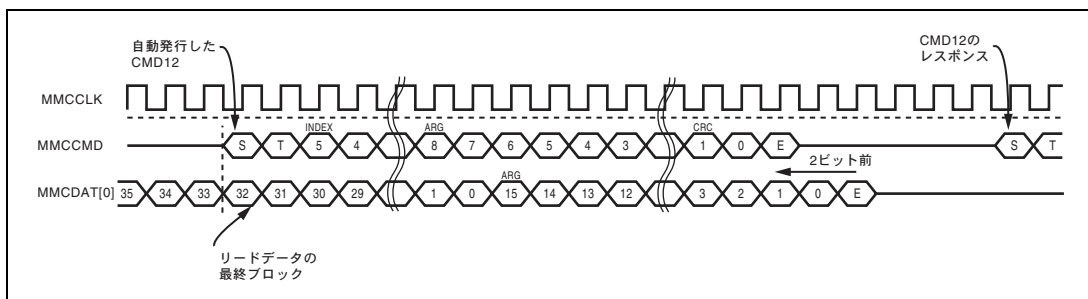 自動発行した
CMD12
CMD12の
レスポンス
MMCCLK
INDEX
ARG
CRC
MMCCMD
S T 5 4 8 7 6 5 4 3 1 0 E S T
2ビット前
ARG
MMCDAT[0]
35 34 33 32 31 30 29 1 0 15 14 13 12 3 2 1 0 E
リードデータの
最終ブロック